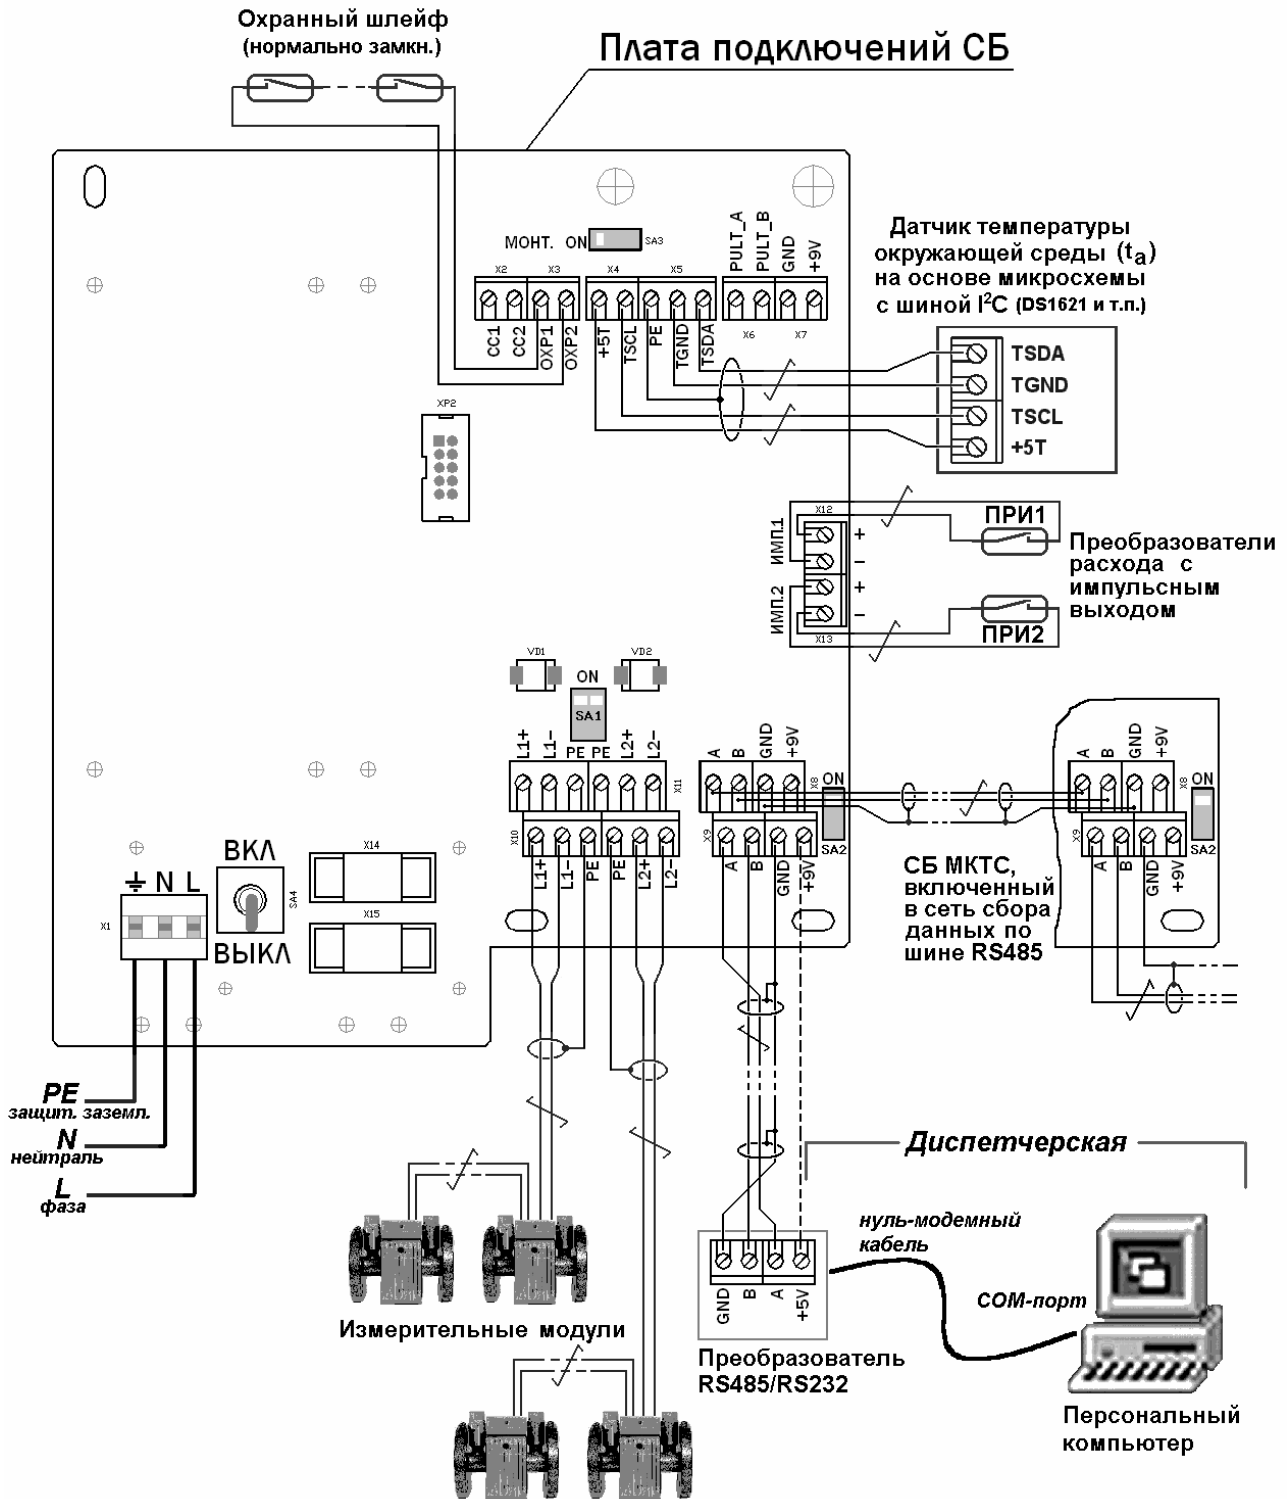 Охранный шлейф
(нормально замкн.)
Плата подключений СБ
МОНТ. ON
SA3
X2
X3
X4
X5
CC1
CC2
OXP1
OXP2
+5T
TSCL
PE
TGND
TSDA
PULT_A
PULT_B
GND
+9V
X6
X7
Датчик температуры
окружающей среды (ta)
на основе микросхемы
с шиной I²C (DS1621 и т.п.)
TSDA
TGND
TSCL
+5T
XP2
X12
ИМП.1
+
–
ИМП.2
+
–
X13
ПРИ1
ПРИ2
Преобразователи
расхода с
импульсным
выходом
VD1
VD2
ON
SA1
L1+
L1–
PE
PE
L2+
L2–
X11
X10
L1+
L1–
PE
PE
L2+
L2–
A
B
GND
+9V
X8
ON
SA2
X9
A
B
GND
+9V
A
B
GND
+9V
X8
ON
SA2
X9
A
B
GND
+9V
СБ МКТС,
включенный
в сеть сбора
данных по
шине RS485
N L
X1
ВКЛ
SA4
ВЫКЛ
X14
X15
PE
защит. заземл.
N
нейтраль
L
фаза
Измерительные модули
Диспетчерская
нуль-модемный
кабель
COM-порт
GND
B
A
+5V
Преобразователь
RS485/RS232
Персональный
компьютер